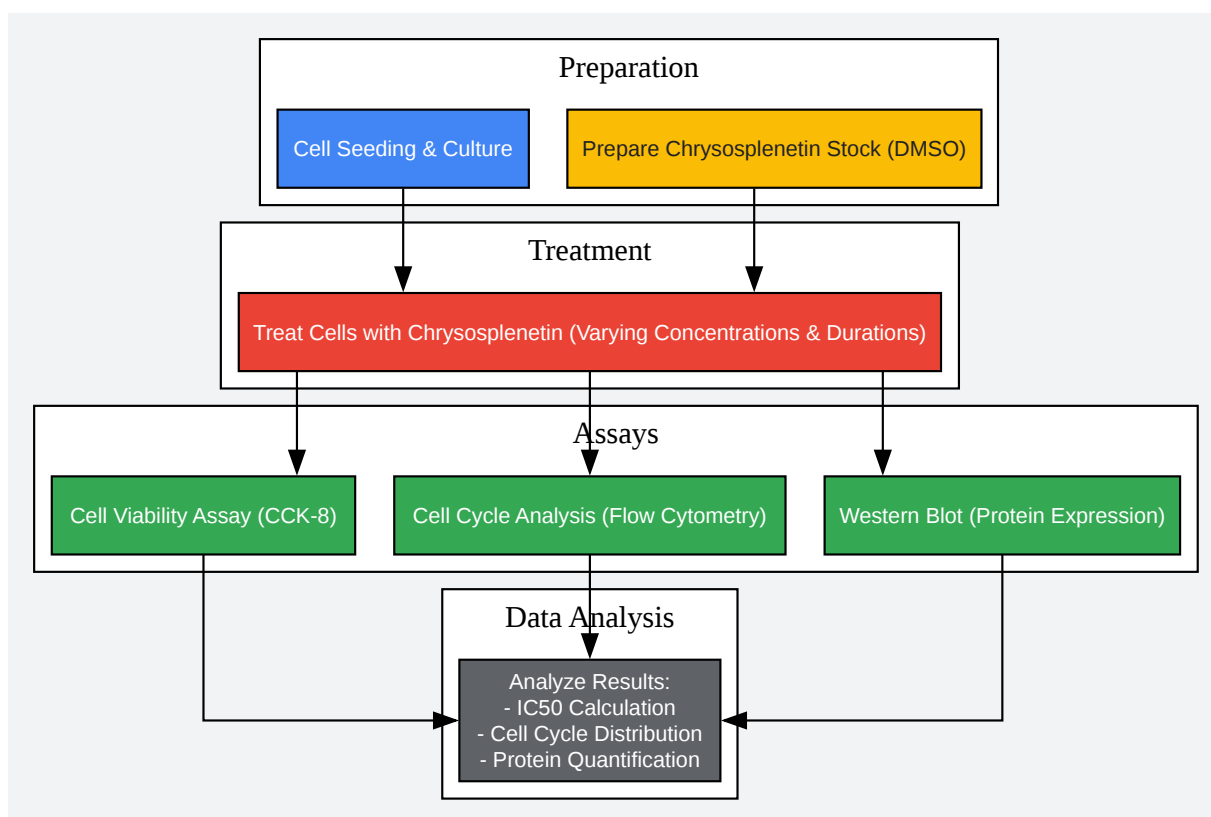 Preparation
Cell Seeding & Culture
Prepare Chrysosplenetin Stock (DMSO)
Treatment
Treat Cells with Chrysosplenetin (Varying Concentrations & Durations)
Assays
Cell Viability Assay (CCK-8)
Cell Cycle Analysis (Flow Cytometry)
Western Blot (Protein Expression)
Data Analysis
Analyze Results:
- IC50 Calculation
- Cell Cycle Distribution
- Protein Quantification